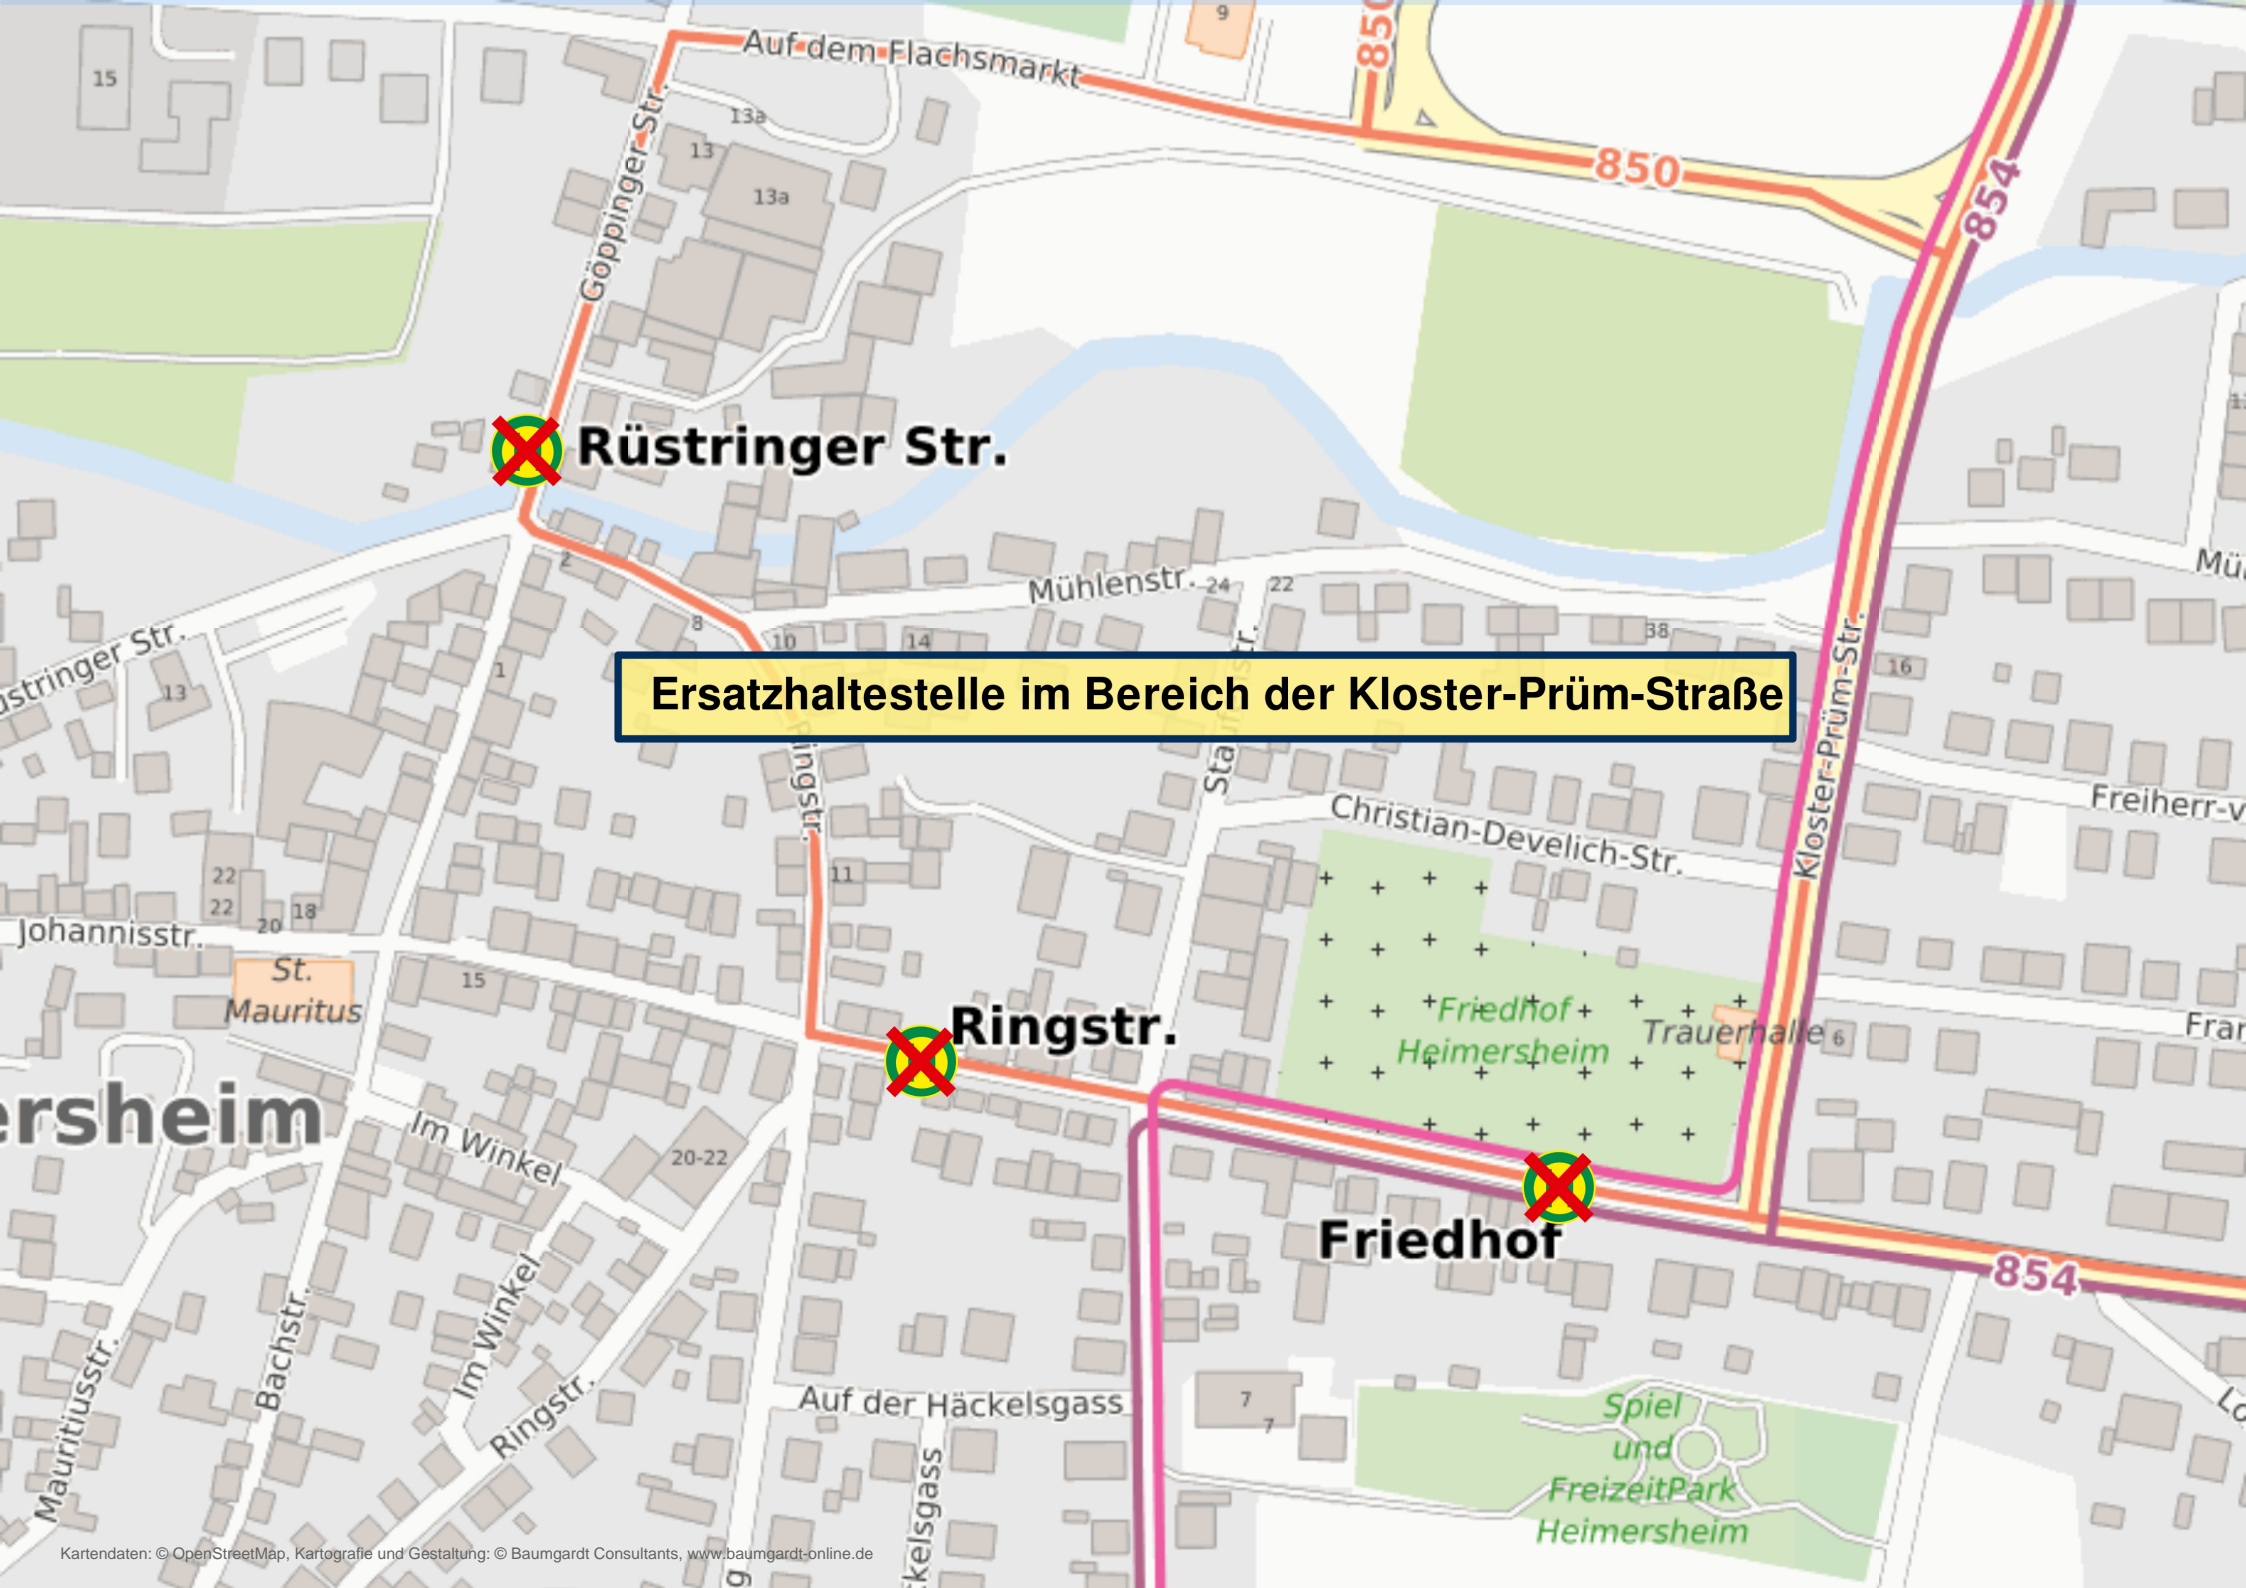 9
850
Auf dem Flachsmarkt
15
13a
13
13a
850
854
Göppinger Str.
Rüstringer Str.
2
Mühlenstr.
24
22
8
10
14
38
16
1
13
Ersatzhaltestelle im Bereich der Kloster-Prüm-Straße
Ringstr.
Kloster-Prüm-Str.
Christian-Develich-Str.
Freiherr-v
11
22
22
20
18
Johannisstr.
St.
Mauritus
15
Ringstr.
Friedhof
Heimersheim
Trauerhalle
6
Fran
ersheim
Im Winkel
20-22
Friedhof
854
Im Winkel
Bachstr.
Mauritiusstr.
Ringstr.
Auf der Häckelsgass
7
7
Spiel
und
FreizeitPark
Heimersheim
ckelsgass
Kartendaten: © OpenStreetMap, Kartografie und Gestaltung: © Baumgardt Consultants, www.baumgardt-online.de